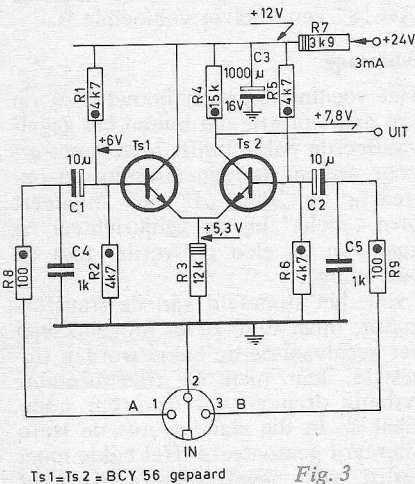 +12V
R7
3k9
+24V
3mA
R1
4k7
+6V
Ts1
R4
15k
C3
1000µ
16V
R5
4k7
+7,8V
UIT
Ts 2
10µ
C1
10µ
C2
+5,3V
R8
100
C4
1k
R2
4k7
R3
12k
R6
4k7
C5
1k
100
R9
A
1
2
3
B
IN
Ts1=Ts2 = BCY 56 gepaard
Fig. 3